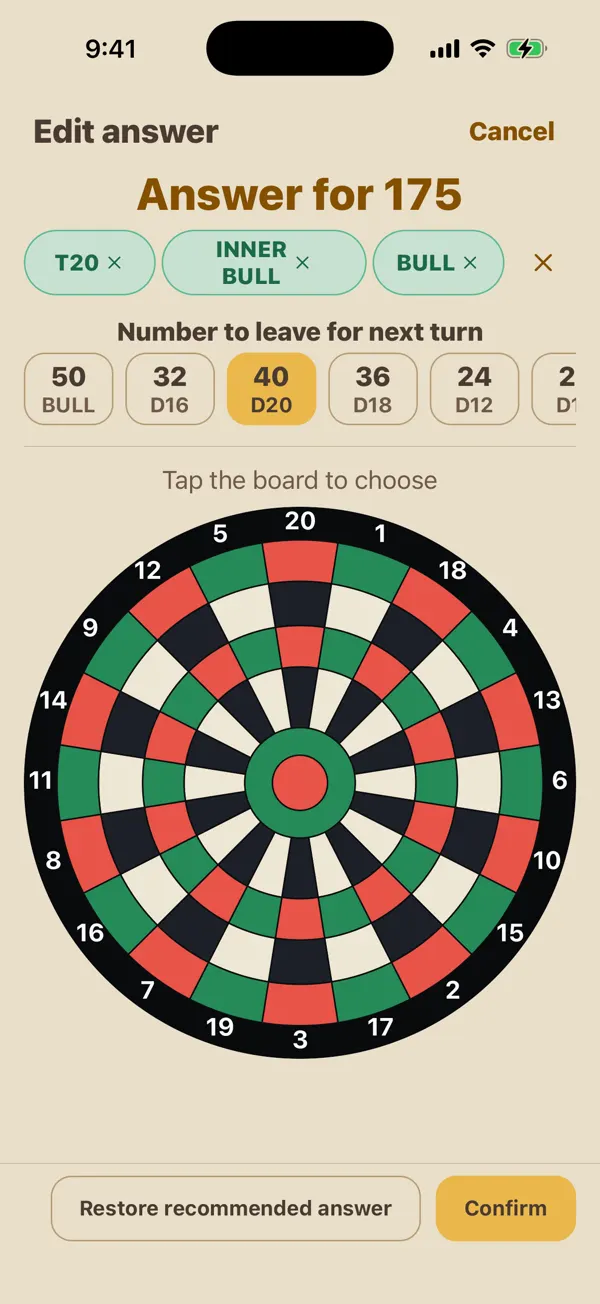 9:41
Edit answer
Cancel
Answer for 175
T20 ×
INNER
BULL ×
BULL ×
×
Number to leave for next turn
50
BULL
32
D16
40
D20
36
D18
24
D12
Tap the board to choose
20
1
18
4
13
6
10
15
2
17
3
19
7
16
8
11
14
9
12
5
Restore recommended answer
Confirm